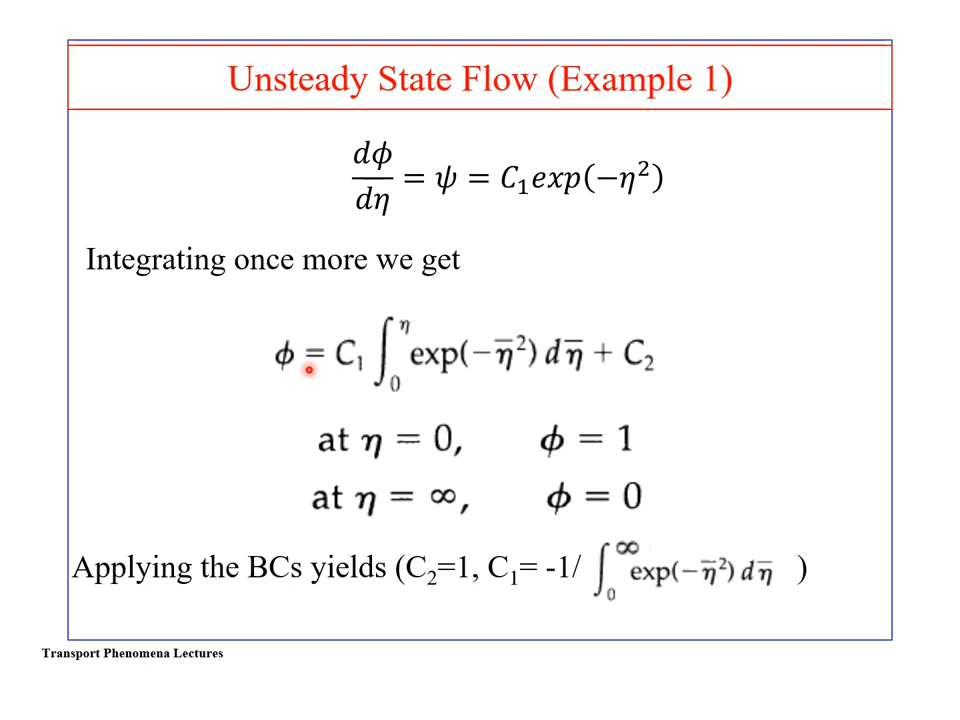 Unsteady State Flow (Example 1)
dϕ/dη = ψ = C₁exp(−η²)
Integrating once more we get
ϕ = C₁ ∫₀^η exp(−η̅²) dη̅ + C₂
at η = 0, ϕ = 1
at η = ∞, ϕ = 0
Applying the BCs yields (C₂=1, C₁= -1/ ∫₀^∞ exp(−η̅²) dη̅ )
Transport Phenomena Lectures